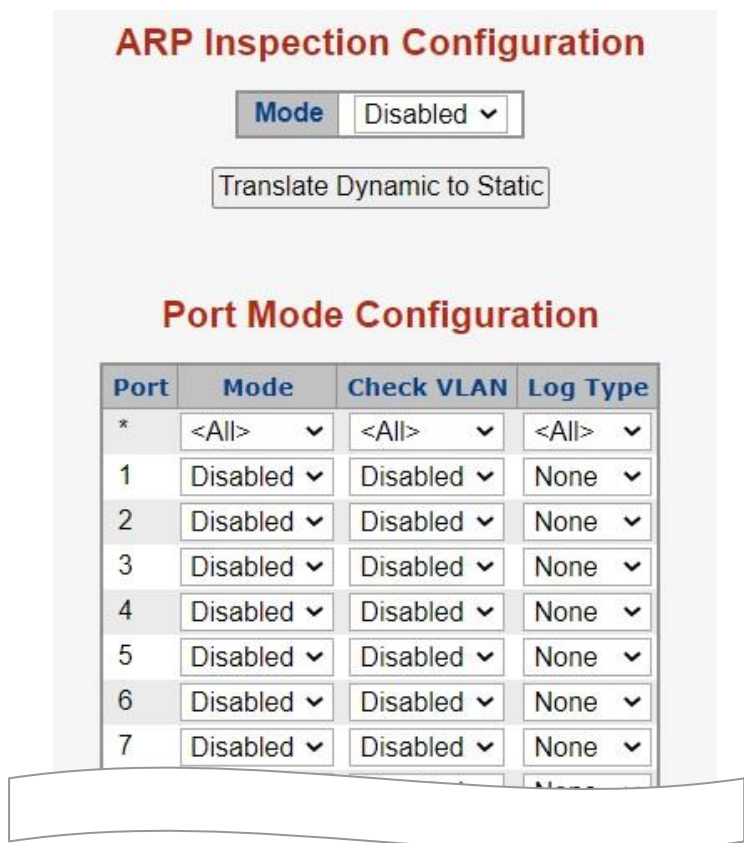 ARP Inspection Configuration
Mode Disabled
Translate Dynamic to Static
Port Mode Configuration
Port Mode Check VLAN Log Type
* <All> <All> <All>
1 Disabled Disabled None
2 Disabled Disabled None
3 Disabled Disabled None
4 Disabled Disabled None
5 Disabled Disabled None
6 Disabled Disabled None
7 Disabled Disabled None